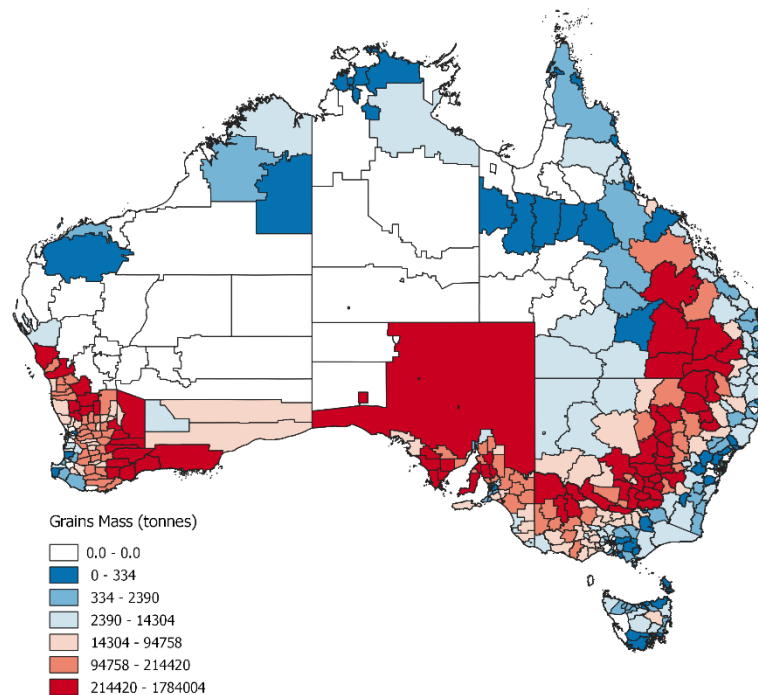 Grains Mass (tonnes)
0.0 - 0.0
0 - 334
334 - 2390
2390 - 14304
14304 - 94758
94758 - 214420
214420 - 1784004